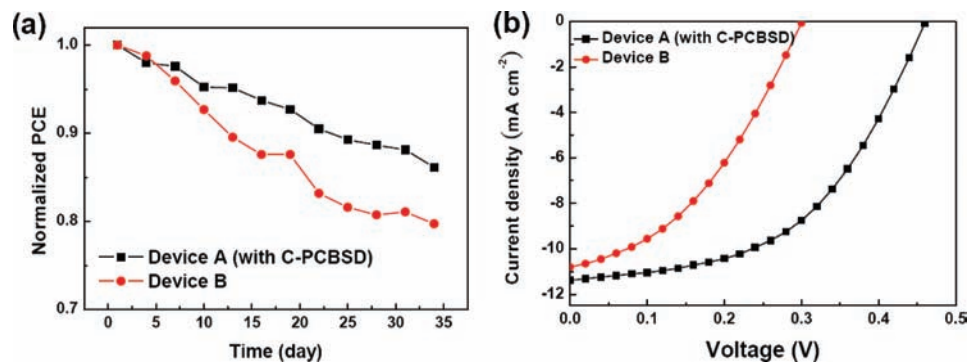 (a)
1.0
0.9
0.8
0.7
Normalized PCE
Device A (with C-PCBSD)
Device B
0 5 10 15 20 25 30 35
Time (day)
(b)
0
-2
-4
-6
-8
-10
-12
Current density (mA cm-2)
Device A (with C-PCBSD)
Device B
0.0 0.1 0.2 0.3 0.4 0.5
Voltage (V)